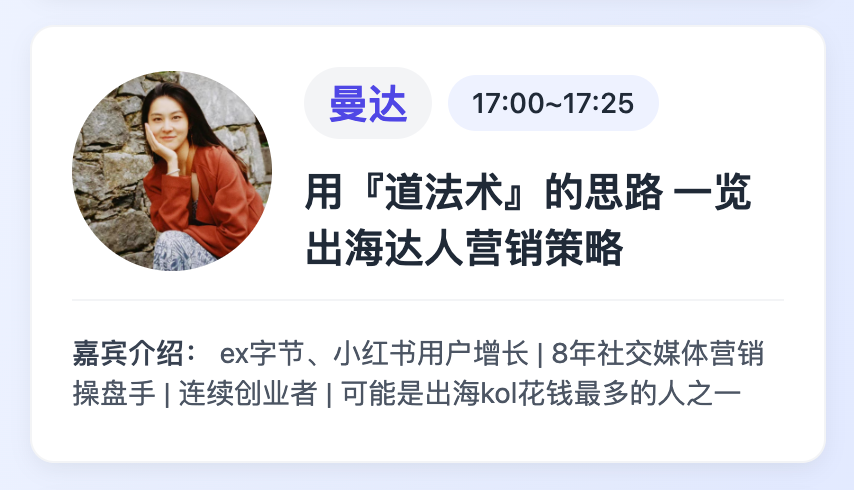 曼达
17:00~17:25
用『道法术』的思路 一览
出海达人营销策略
嘉宾介绍： ex字节、小红书用户增长 | 8年社交媒体营销
操盘手 | 连续创业者 | 可能是出海kol花钱最多的人之一